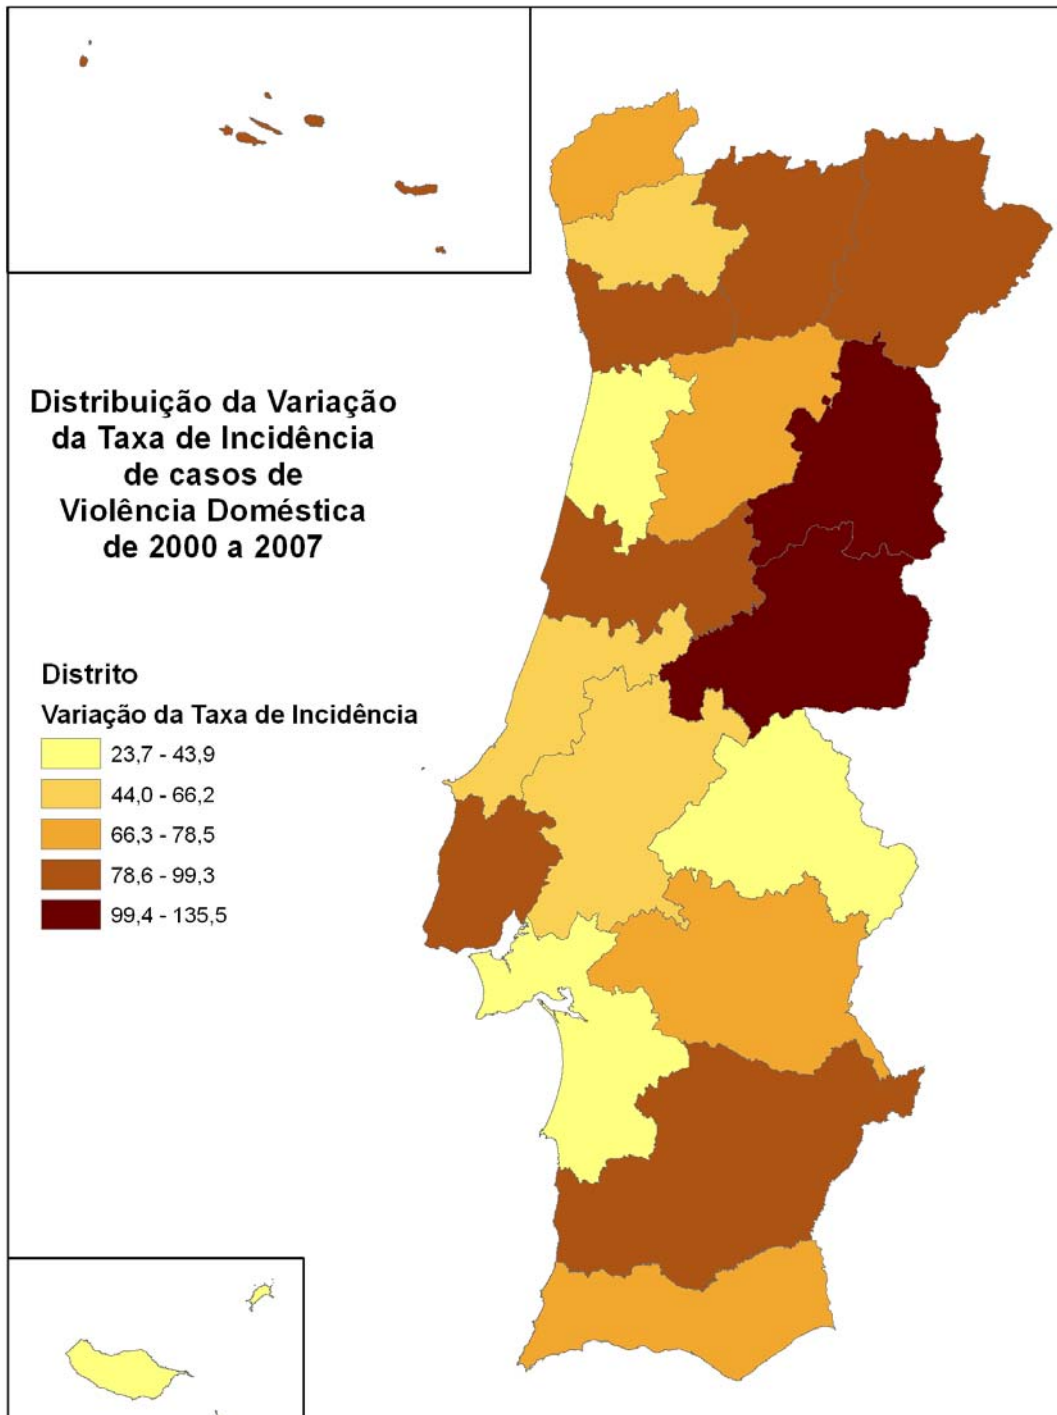 Distribuição da Variação
da Taxa de Incidência
de casos de
Violência Doméstica
de 2000 a 2007
Distrito
Variação da Taxa de Incidência
23,7 - 43,9
44,0 - 66,2
66,3 - 78,5
78,6 - 99,3
99,4 - 135,5